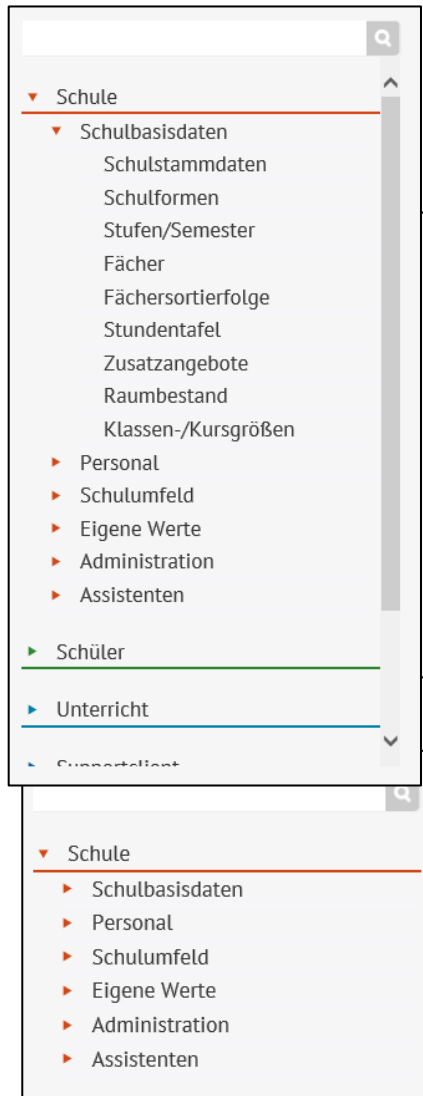 Schule
Schulbasisdaten
Schulstammdaten
Schulformen
Stufen/Semester
Fächer
Fächersortierfolge
Stundentafel
Zusatzangebote
Raumbestand
Klassen-/Kursgrößen
Personal
Schulumfeld
Eigene Werte
Administration
Assistenten
Schüler
Unterricht
Supportclient
Schule
Schulbasisdaten
Personal
Schulumfeld
Eigene Werte
Administration
Assistenten